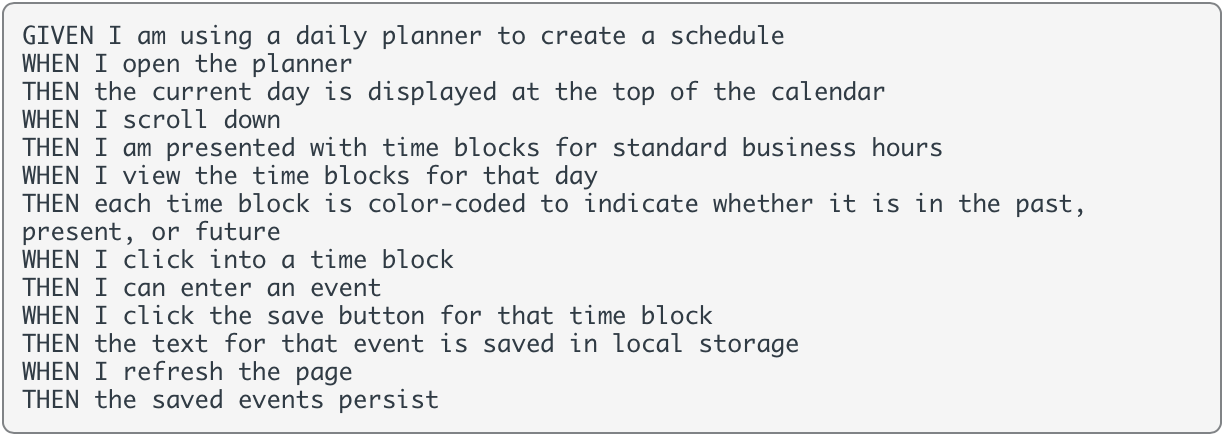 GIVEN I am using a daily planner to create a schedule
WHEN I open the planner
THEN the current day is displayed at the top of the calendar
WHEN I scroll down
THEN I am presented with time blocks for standard business hours
WHEN I view the time blocks for that day
THEN each time block is color-coded to indicate whether it is in the past,
present, or future
WHEN I click into a time block
THEN I can enter an event
WHEN I click the save button for that time block
THEN the text for that event is saved in local storage
WHEN I refresh the page
THEN the saved events persist